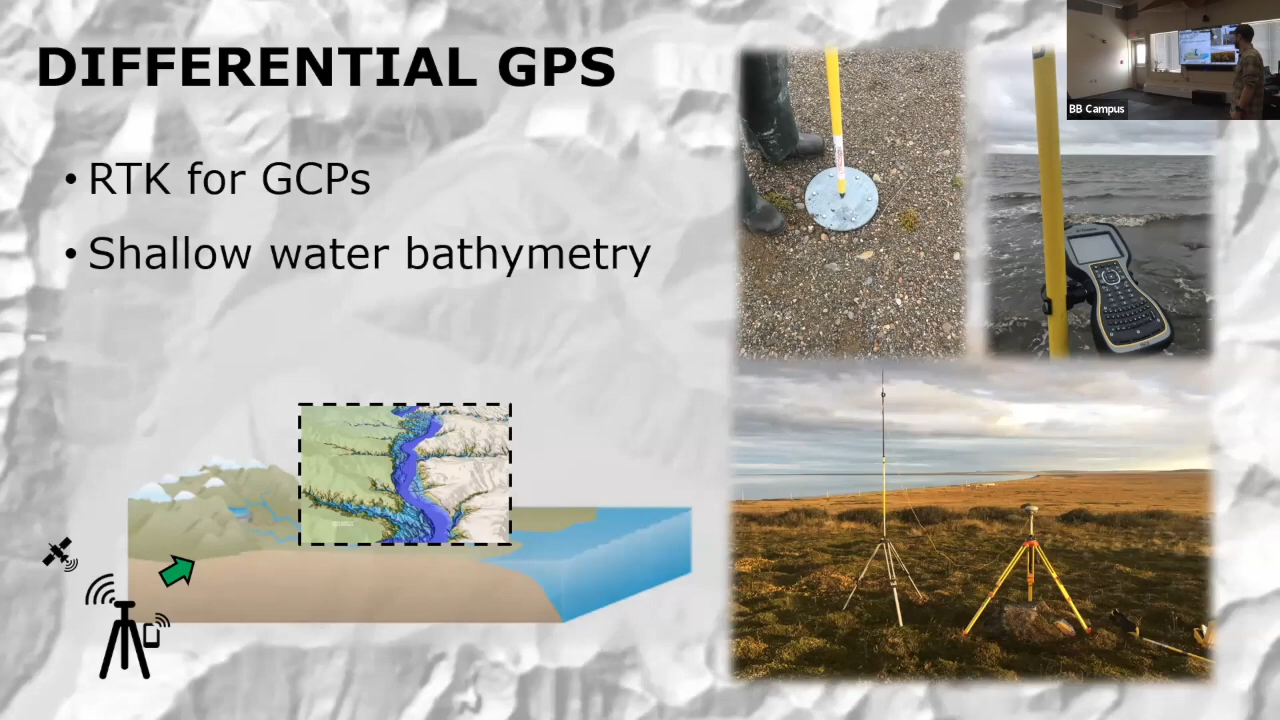 DIFFERENTIAL GPS
BB Campus
• RTK for GCPs
• Shallow water bathymetry